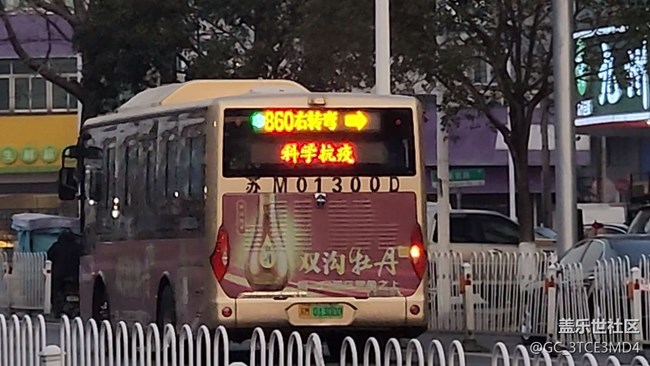 860右转弯
科学抗疫
苏M01300D
双沟牡丹
01300D
盖乐世社区
@GC_3TCE3MD4